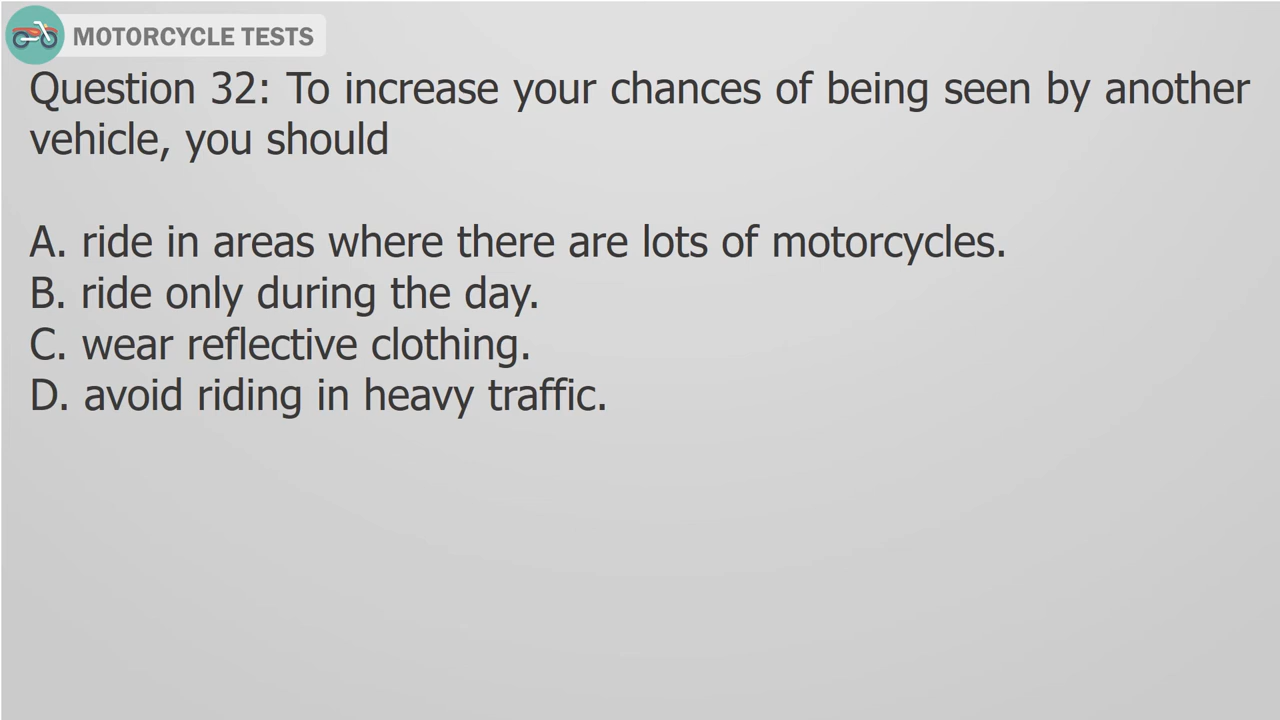 MOTORCYCLE TESTS
Question 32: To increase your chances of being seen by another
vehicle, you should
A. ride in areas where there are lots of motorcycles.
B. ride only during the day.
C. wear reflective clothing.
D. avoid riding in heavy traffic.